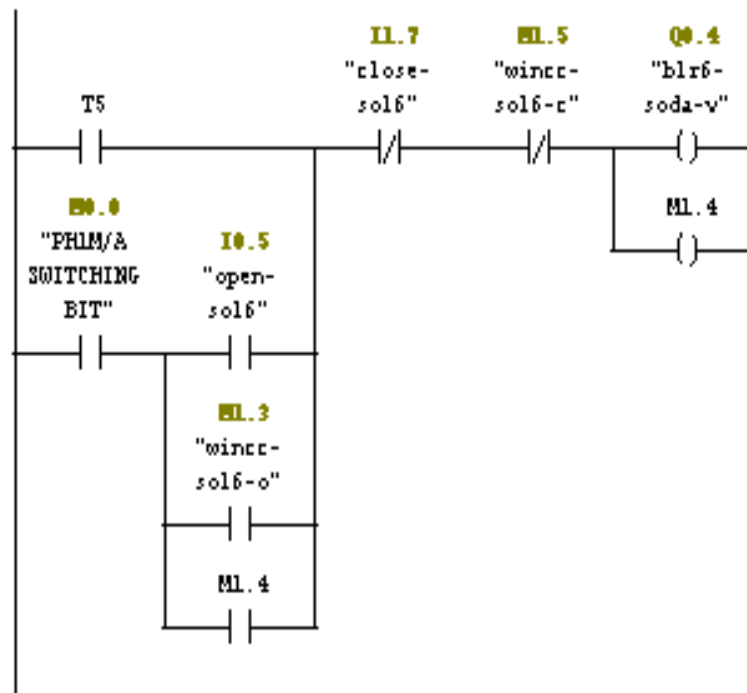 I1.7
"close-
sol6"
M1.5
"wincc-
sol6-c"
Q0.4
"blr6-
soda-v"
T5
M1.4
M0.0
"PH1M/A
SWITCHING
BIT"
I0.5
"open-
sol6"
M1.3
"wincc-
sol6-o"
M1.4